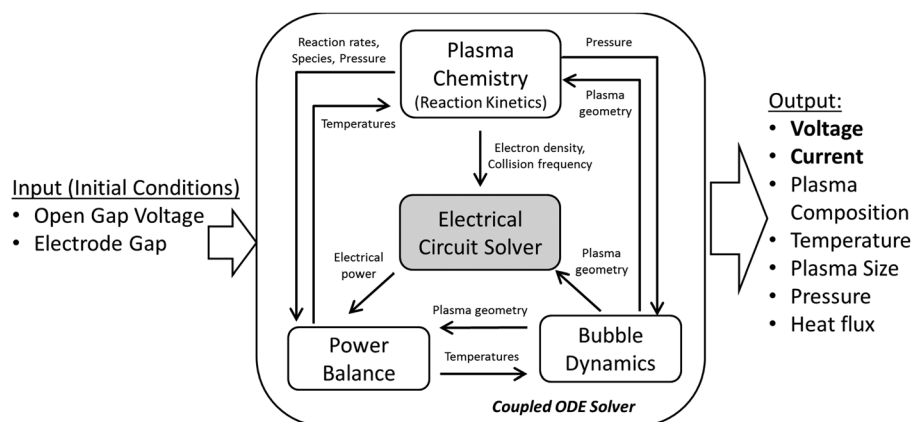 Input (Initial Conditions)
• Open Gap Voltage
• Electrode Gap
Reaction rates,
Species, Pressure
Plasma
Chemistry
(Reaction Kinetics)
Pressure
Plasma
geometry
Temperatures
Electron density,
Collision frequency
Electrical
Circuit Solver
Electrical
power
Plasma
geometry
Plasma geometry
Power
Balance
Temperatures
Bubble
Dynamics
Coupled ODE Solver
Output:
• Voltage
• Current
• Plasma
Composition
• Temperature
• Plasma Size
• Pressure
• Heat flux